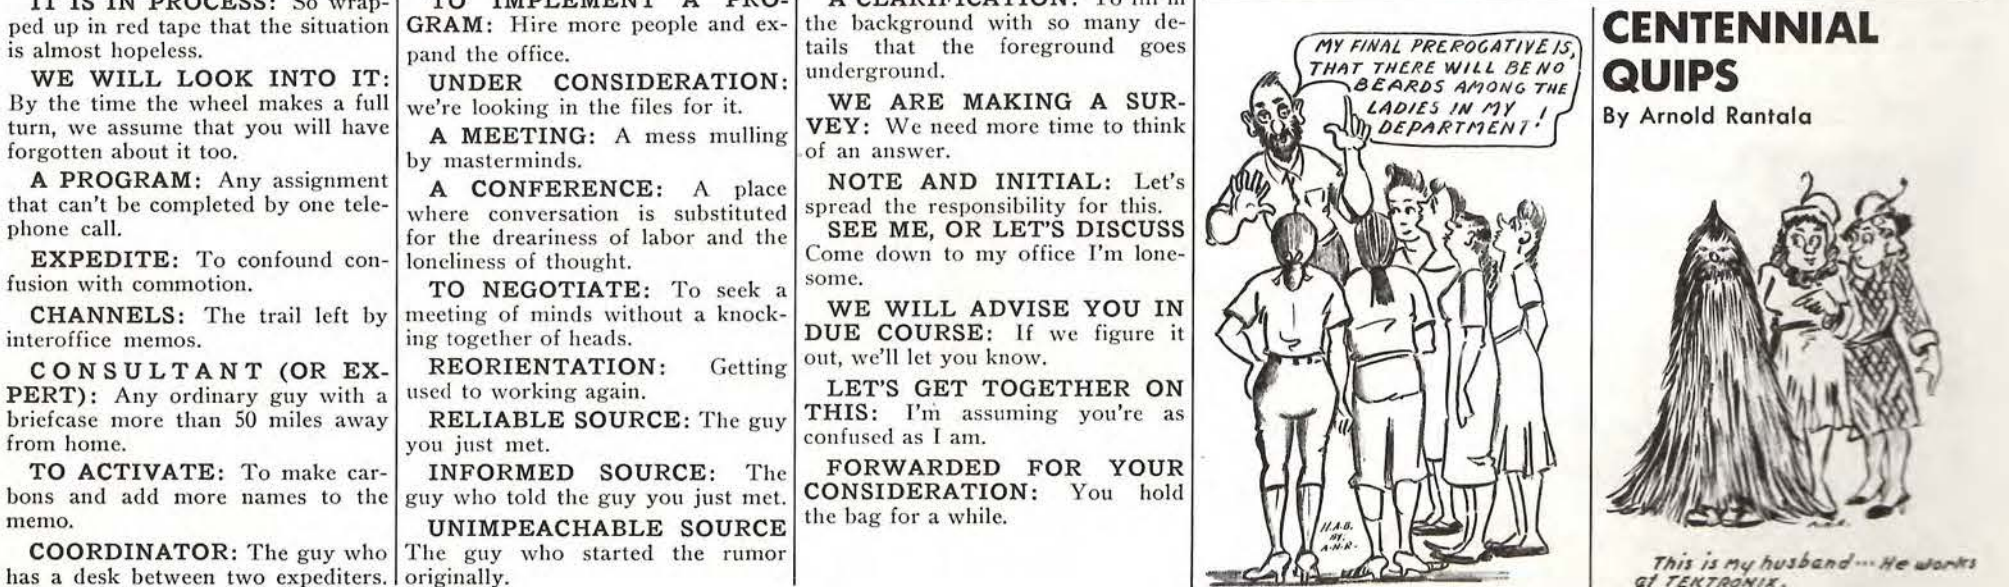 IT IS IN PROCESS: So wrap-
ped up in red tape that the situation
is almost hopeless.
WE WILL LOOK INTO IT:
By the time the wheel makes a full
turn, we assume that you will have
forgotten about it too.
A PROGRAM: Any assignment
that can't be completed by one tele-
phone call.
EXPEDITE: To confound con-
fusion with commotion.
CHANNELS: The trail left by
interoffice memos.
CONSULTANT (OR EX-
PERT): Any ordinary guy with a
briefcase more than 50 miles away
from home.
TO ACTIVATE: To make car-
bons and add more names to the
memo.
COORDINATOR: The guy who
has a desk between two expediters.
TO IMPLEMENT A PRO-
GRAM: Hire more people and ex-
pand the office.
UNDER CONSIDERATION:
we're looking in the files for it.
A MEETING: A mess mulling
by masterminds.
A CONFERENCE: A place
where conversation is substituted
for the dreariness of labor and the
loneliness of thought.
TO NEGOTIATE: To seek a
meeting of minds without a knock-
ing together of heads.
REORIENTATION: Getting
used to working again.
RELIABLE SOURCE: The guy
you just met.
INFORMED SOURCE: The
guy who told the guy you just met.
UNIMPEACHABLE SOURCE
The guy who started the rumor
originally.
A CLARIFICATION: To fill in
the background with so many de-
tails that the foreground goes
underground.
WE ARE MAKING A SUR-
VEY: We need more time to think
of an answer.
NOTE AND INITIAL: Let's
spread the responsibility for this.
SEE ME, OR LET'S DISCUSS
Come down to my office I'm lone-
some.
WE WILL ADVISE YOU IN
DUE COURSE: If we figure it
out, we'll let you know.
LET'S GET TOGETHER ON
THIS: I'm assuming you're as
confused as I am.
FORWARDED FOR YOUR
CONSIDERATION: You hold
the bag for a while.
MY FINAL PREROGATIVE IS,
THAT THERE WILL BE NO
BEARDS AMONG THE
LADIES IN MY
DEPARTMENT!
H.A.B.
BY.
A.N.R.
CENTENNIAL
QUIPS
By Arnold Rantala
This is my husband... He works
at TEKTRONIX.